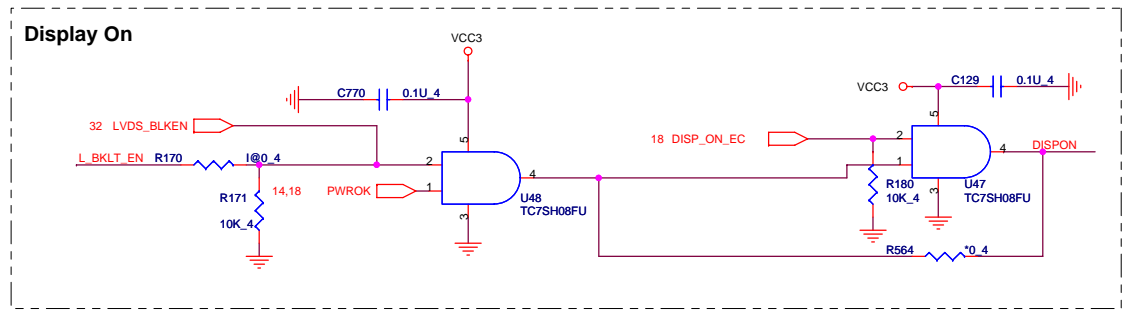 Display On
VCC3
C770 0.1U_4
VCC3
C129 0.1U_4
32 LVDS_BLKEN
5
5
18 DISP_ON_EC
2
4
DISPON
L_BKLT_EN R170 I@0_4
2
4
1
R171
14,18
PWROK
1
U48
TC7SH08FU
3
R180
10K_4
3
U47
TC7SH08FU
10K_4
R564 *0_4